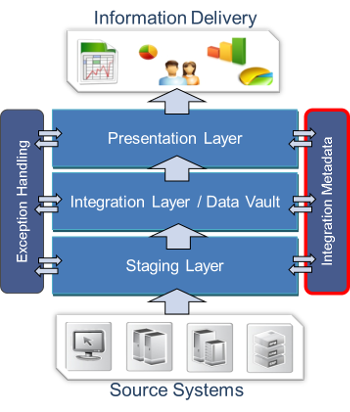 Information Delivery
Presentation Layer
Exception Handling
Integration Layer / Data Vault
Integration Metadata
Staging Layer
Source Systems